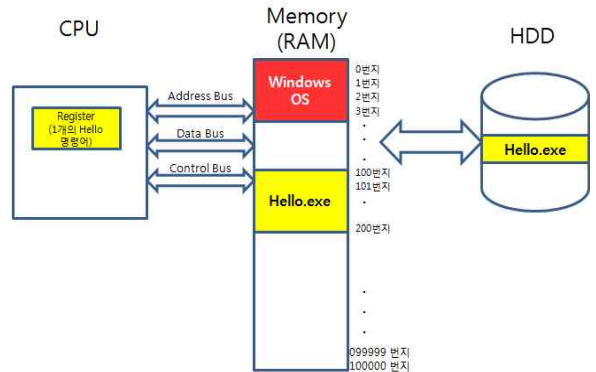 CPU
Memory
(RAM)
HDD
Register
(1개의 Hello
명령어)
Address Bus
Data Bus
Control Bus
Windows
OS
Hello.exe
0번지
1번지
2번지
3번지
.
.
.
100번지
101번지
.
200번지
.
.
.
099999 번지
100000 번지
Hello.exe